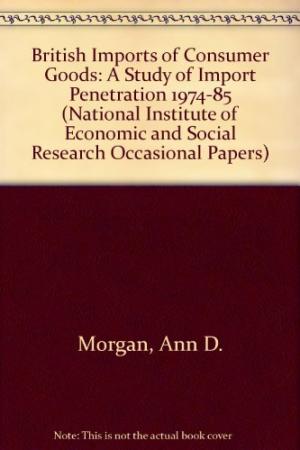 British Imports of Consumer
Goods: A Study of Import
Penetration 1974-85
(National Institute of
Economic and Social
Research Occasional Papers)
Morgan, Ann D.
Note: This is not the actual book cover